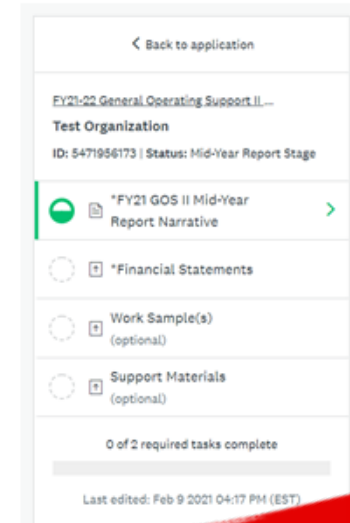 Back to application
FY21-22 General Operating Support II ...
Test Organization
ID: 5471956173 | Status: Mid-Year Report Stage
*FY21 GOS II Mid-Year
Report Narrative
*Financial Statements
Work Sample(s)
(optional)
Support Materials
(optional)
0 of 2 required tasks complete
Last edited: Feb 9 2021 04:17 PM (EST)